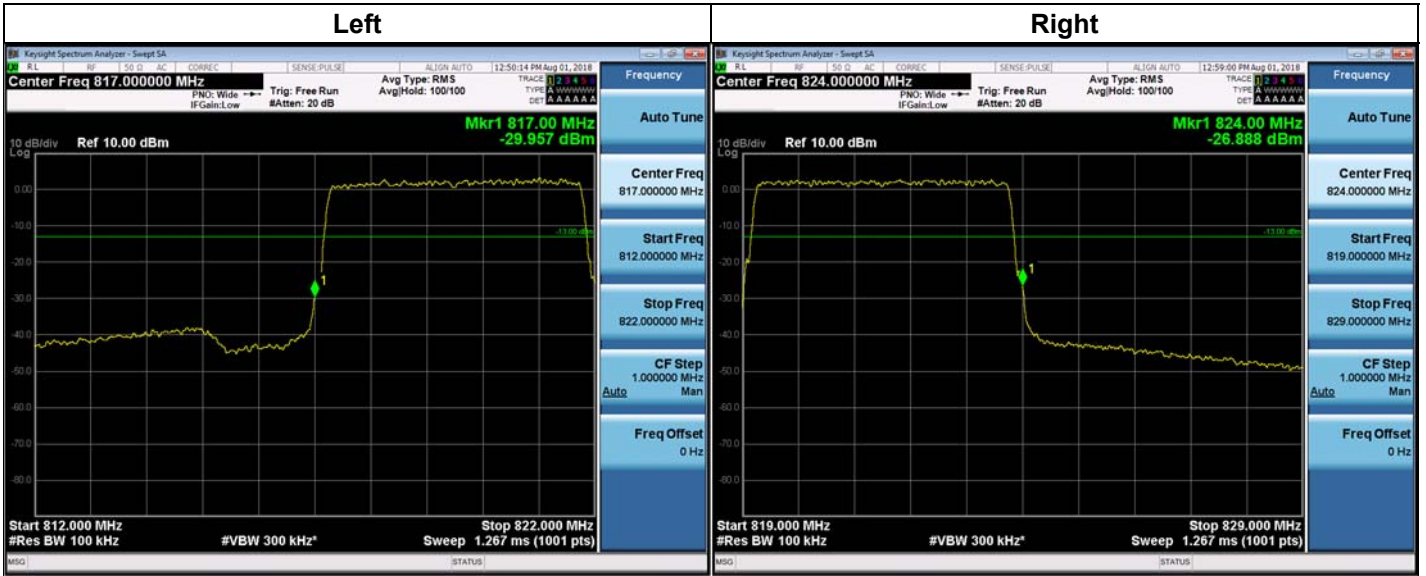 Left
Right
Keysight Spectrum Analyzer - Swept SA
RL RF 50 Ω AC CORREC SENSE:PULSE ALIGN AUTO 12:50:14 PM Aug 01, 2018
Center Freq 817.000000 MHz
Avg Type: RMS
TRACE 1 2 3 4 5 6
PNO: Wide
Trig: Free Run
Avg|Hold: 100/100
TYPE A WWWWW
IFGain:Low
#Atten: 20 dB
DET A A A A A A
Mkr1 817.00 MHz
-29.957 dBm
10 dB/div Ref 10.00 dBm
Log
0.00
-10.0
-13.00 dBm
-20.0
1
-30.0
-40.0
-50.0
-60.0
-70.0
-80.0
Start 812.000 MHz
Stop 822.000 MHz
#Res BW 100 kHz
#VBW 300 kHz*
Sweep 1.267 ms (1001 pts)
MSG
STATUS
Frequency
Auto Tune
Center Freq
817.000000 MHz
Start Freq
812.000000 MHz
Stop Freq
822.000000 MHz
CF Step
1.000000 MHz
Auto Man
Freq Offset
0 Hz
Keysight Spectrum Analyzer - Swept SA
RL RF 50 Ω AC CORREC SENSE:PULSE ALIGN AUTO 12:59:00 PM Aug 01, 2018
Center Freq 824.000000 MHz
Avg Type: RMS
TRACE 1 2 3 4 5 6
PNO: Wide
Trig: Free Run
Avg|Hold: 100/100
TYPE A WWWWW
IFGain:Low
#Atten: 20 dB
DET A A A A A A
Mkr1 824.00 MHz
-26.888 dBm
10 dB/div Ref 10.00 dBm
Log
0.00
-10.0
-13.00 dBm
-20.0
1
-30.0
-40.0
-50.0
-60.0
-70.0
-80.0
Start 819.000 MHz
Stop 829.000 MHz
#Res BW 100 kHz
#VBW 300 kHz*
Sweep 1.267 ms (1001 pts)
MSG
STATUS
Frequency
Auto Tune
Center Freq
824.000000 MHz
Start Freq
819.000000 MHz
Stop Freq
829.000000 MHz
CF Step
1.000000 MHz
Auto Man
Freq Offset
0 Hz